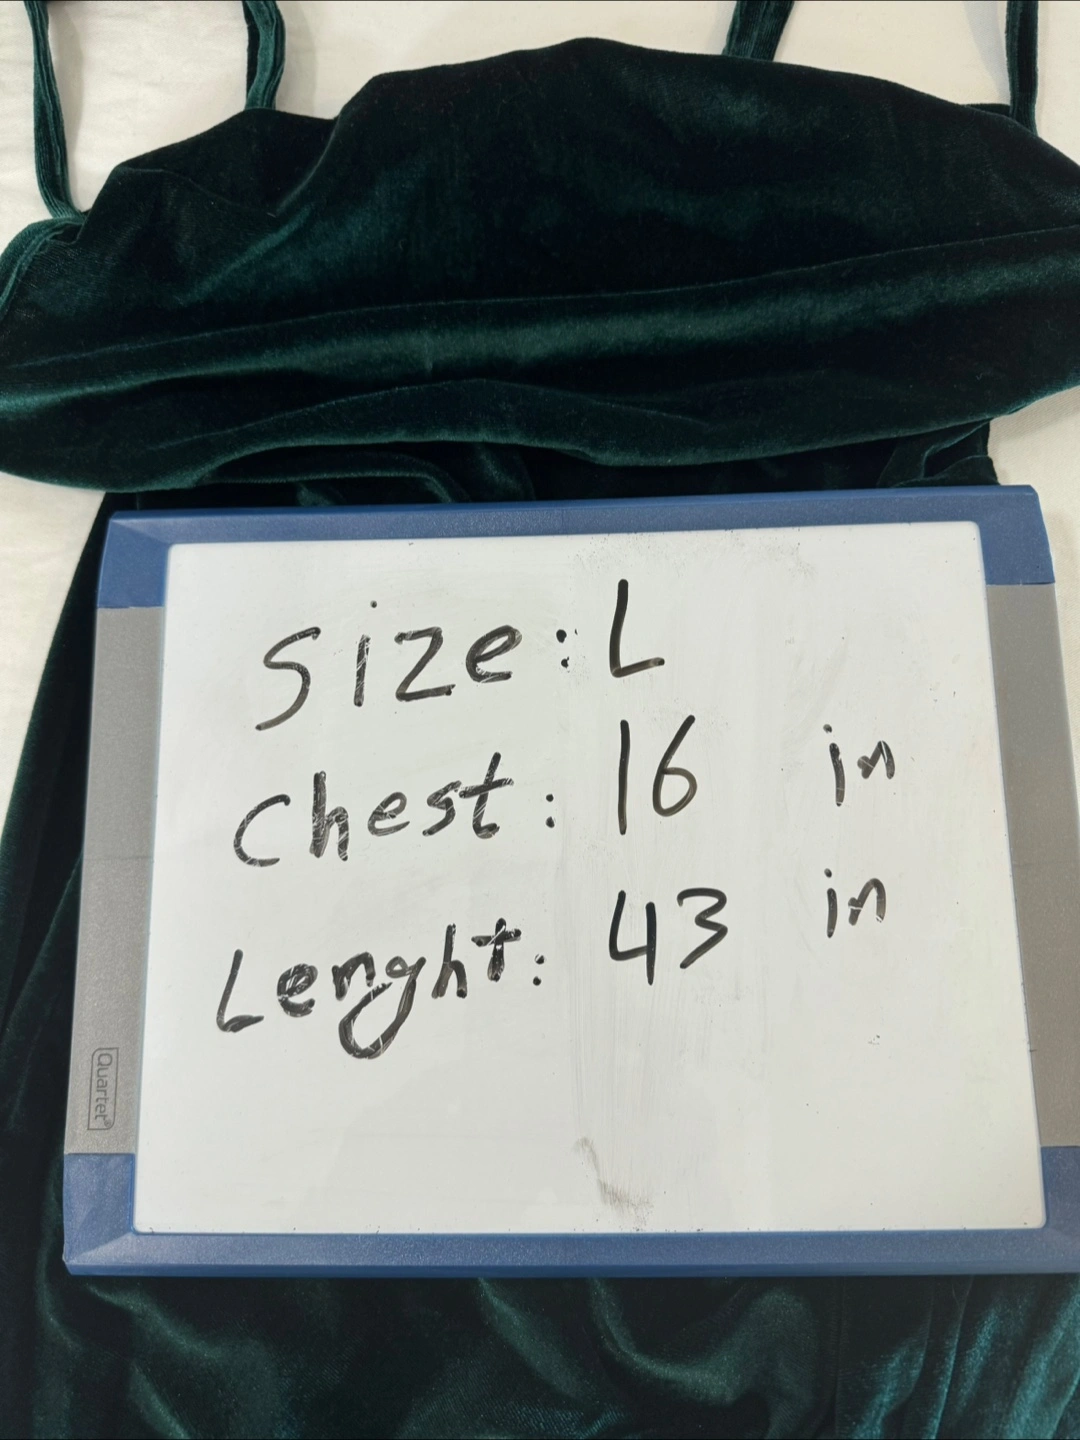 Size: L
Chest: 16 in
Lenght: 43 in
Quartet®